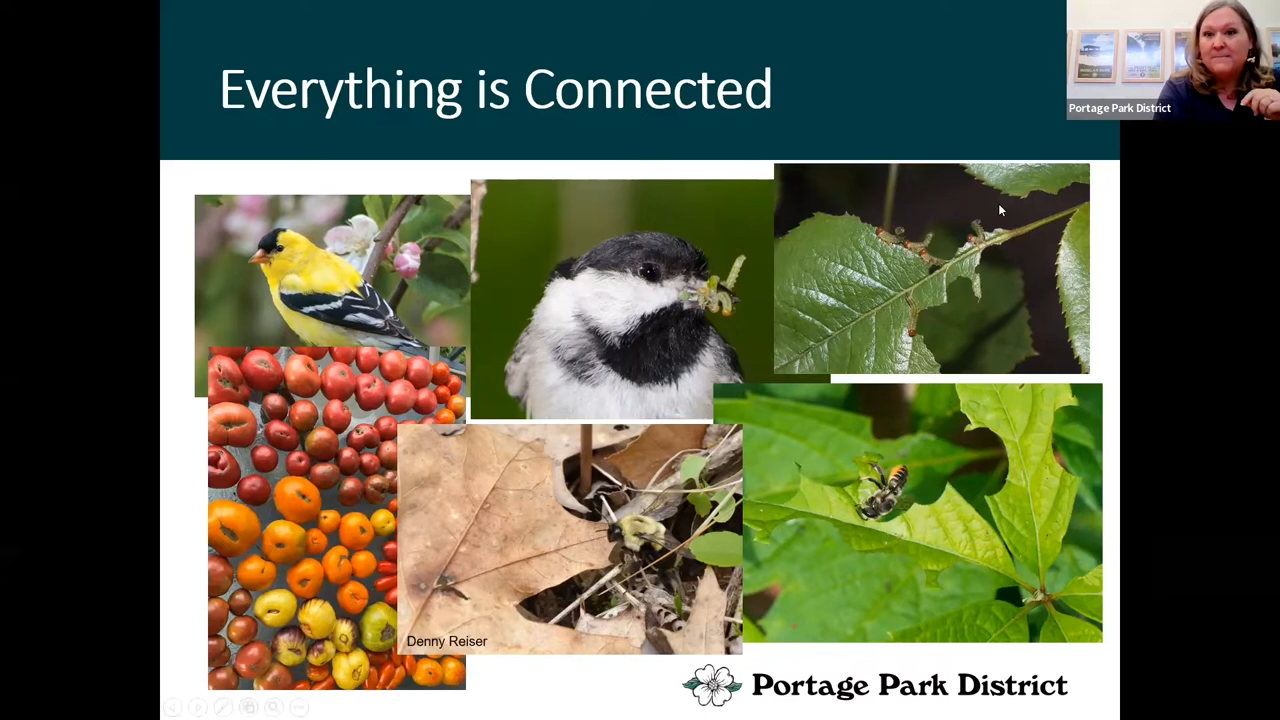 Everything is Connected
Portage Park District
Denny Reiser
Portage Park District